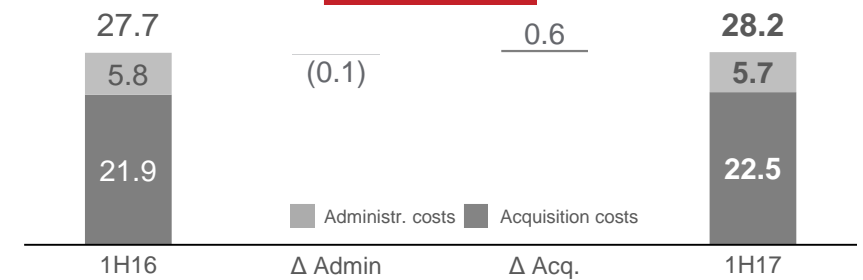 27.7
0.6
28.2
5.8
(0.1)
5.7
21.9
22.5
Administr. costs
Acquisition costs
1H16
Δ Admin
Δ Acq.
1H17